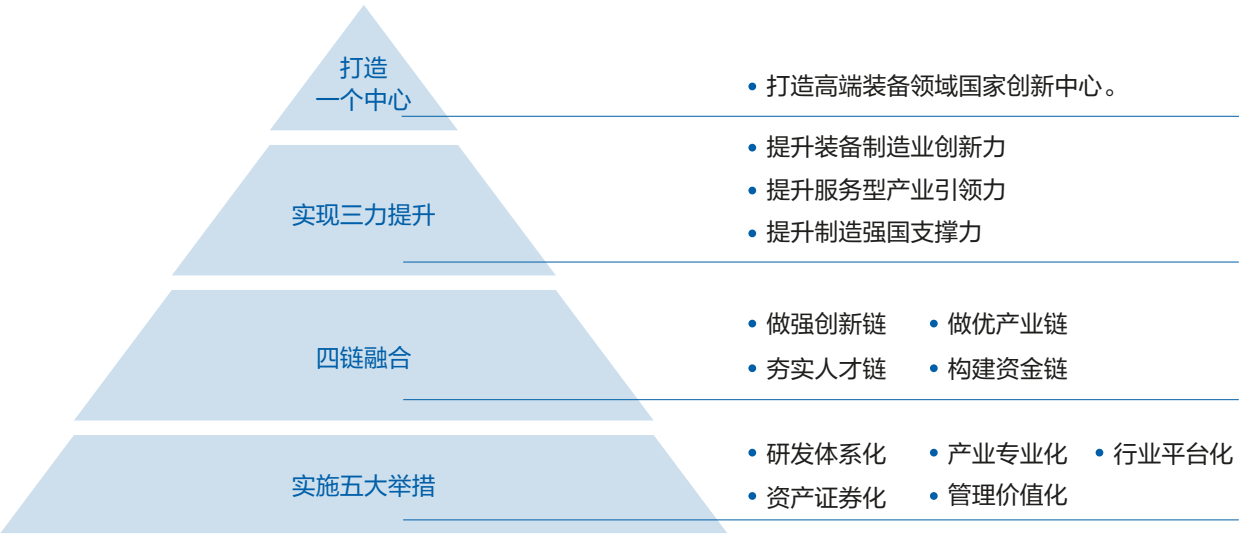 打造
一个中心
• 打造高端装备领域国家创新中心。
实现三力提升
• 提升装备制造业创新力
• 提升服务型产业引领力
• 提升制造强国支撑力
四链融合
• 做强创新链 • 做优产业链
• 夯实人才链 • 构建资金链
实施五大举措
• 研发体系化 • 产业专业化 • 行业平台化
• 资产证券化 • 管理价值化